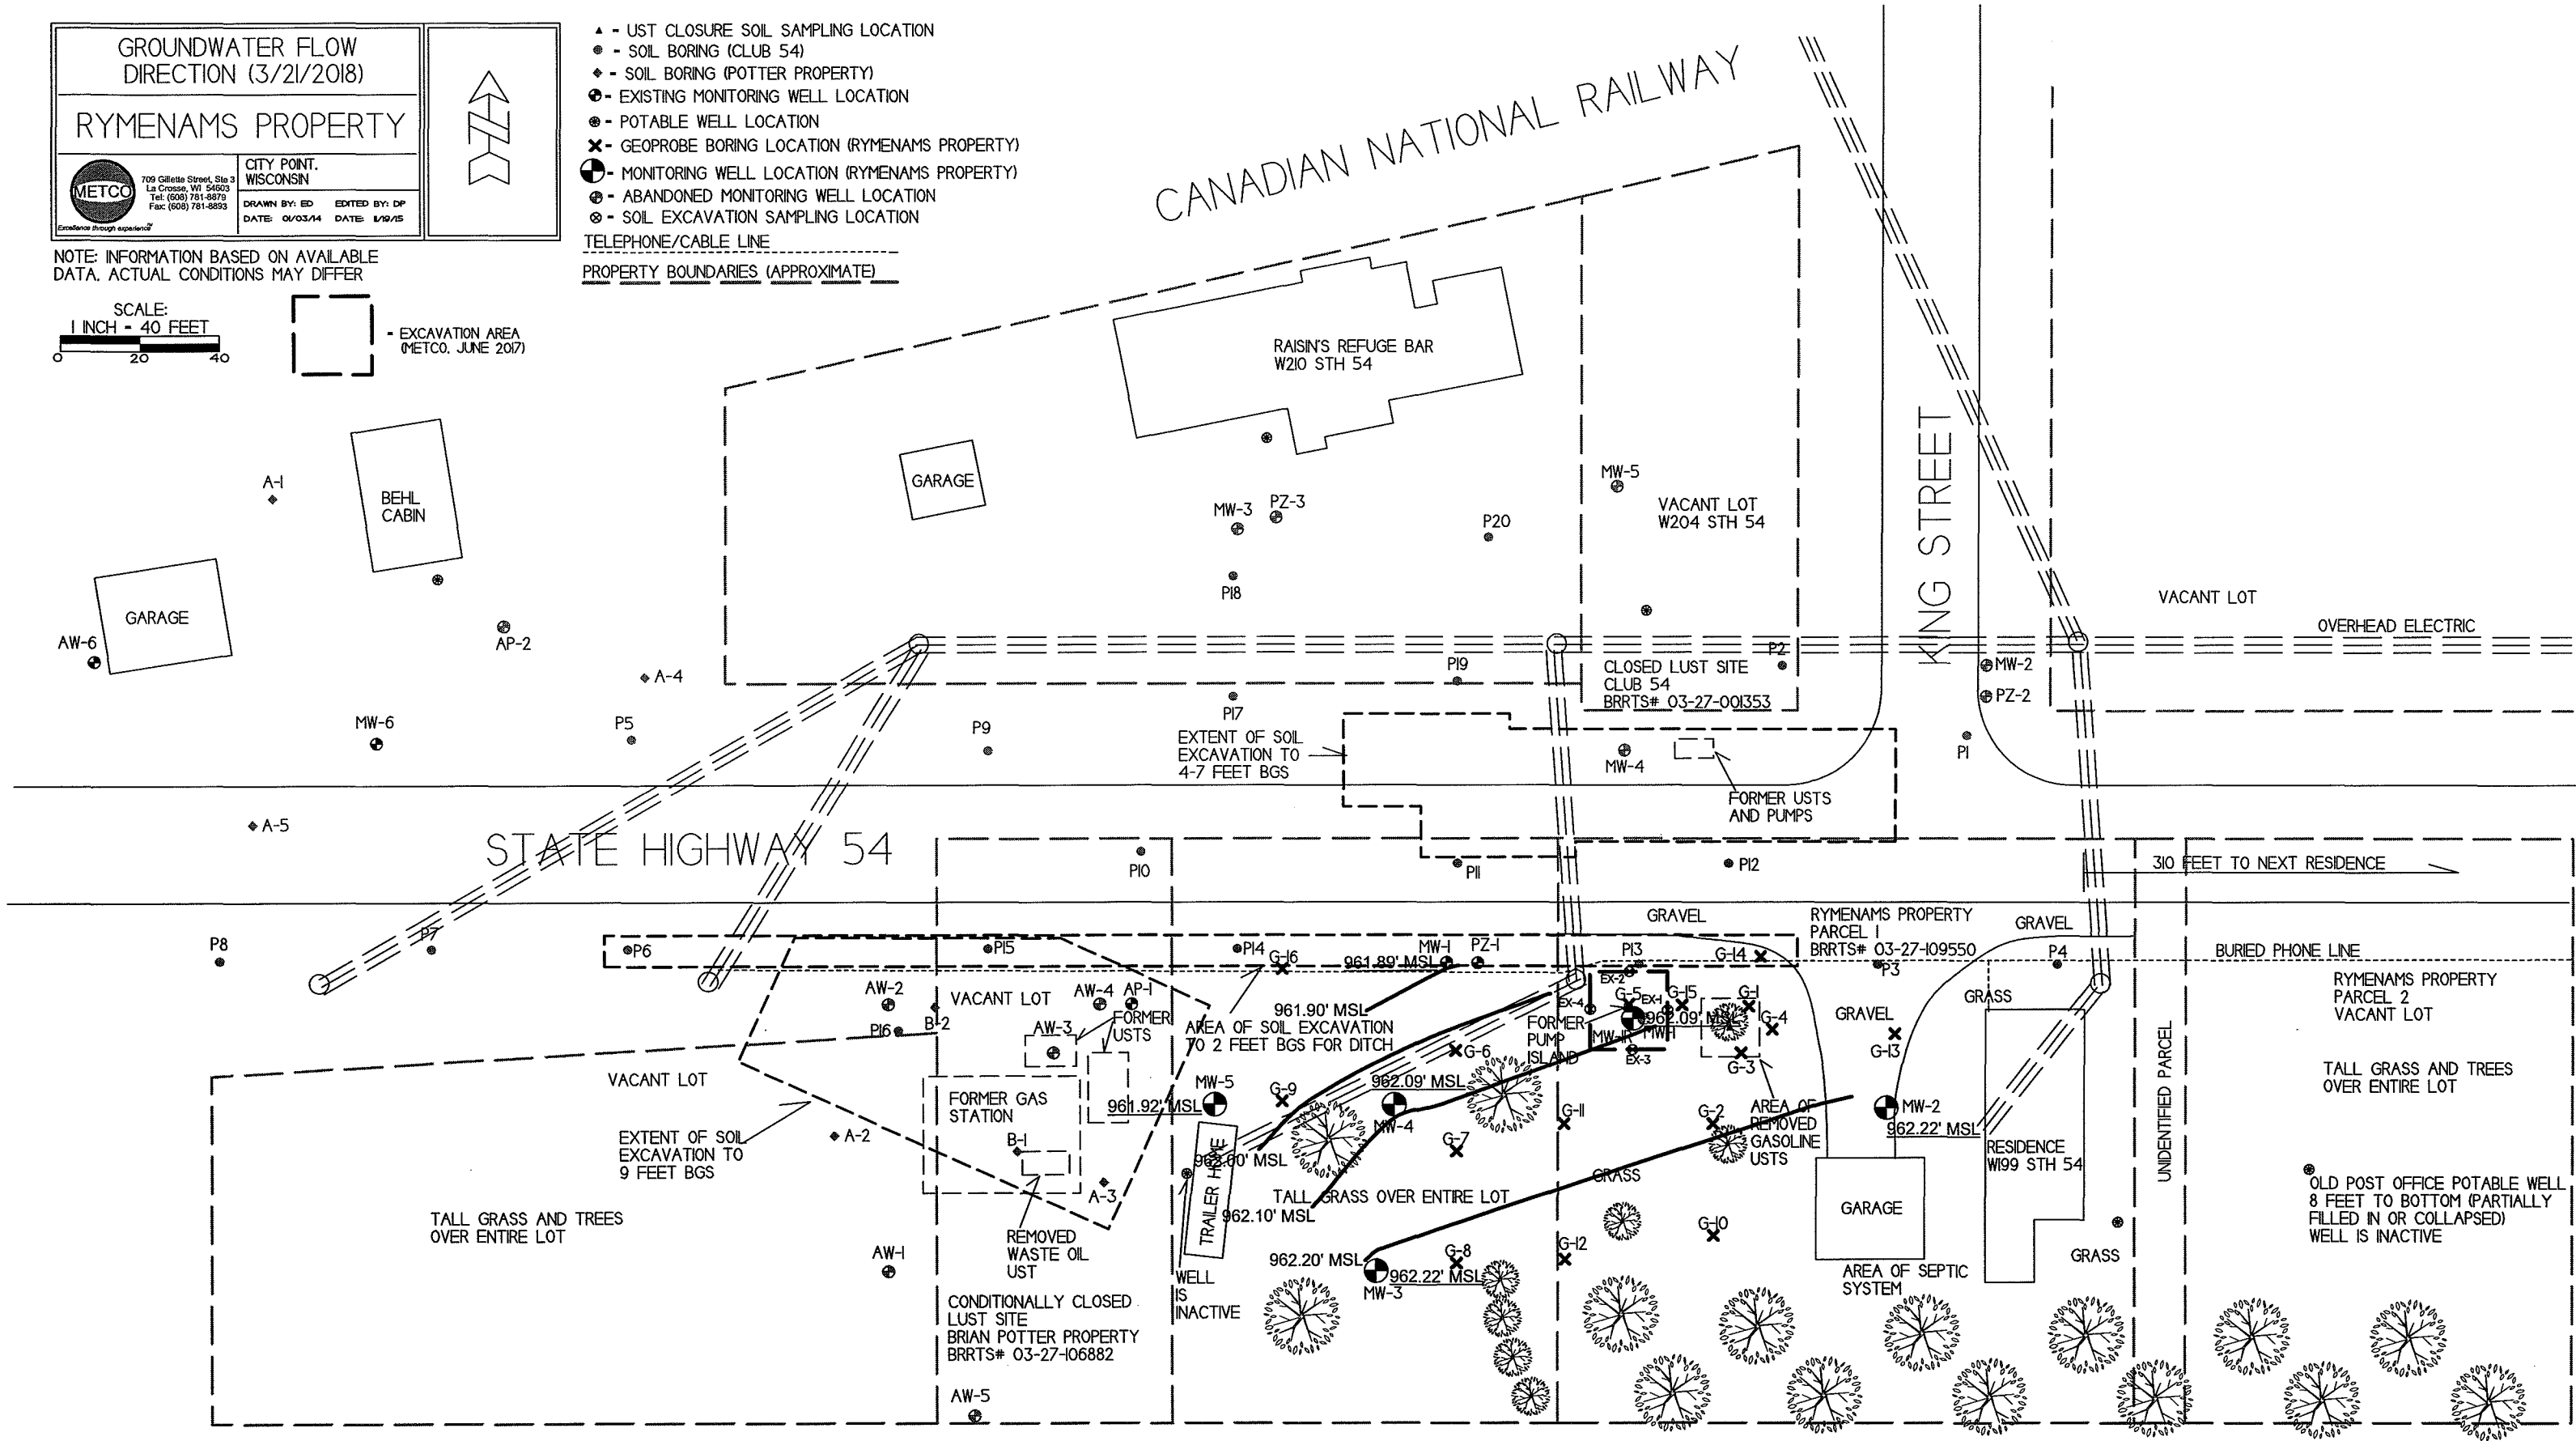 GROUNDWATER FLOW
DIRECTION (3/21/2018)
RYMENAMS PROPERTY
METCO
Excellence through experience
709 Gillette Street, Ste 3
La Crosse, WI 54603
Tel: (608) 781-8879
Fax: (608) 781-8893
CITY POINT,
WISCONSIN
DRAWN BY: ED EDITED BY: DP
DATE: 01/03/14 DATE: 11/19/15
N
NOTE: INFORMATION BASED ON AVAILABLE
DATA. ACTUAL CONDITIONS MAY DIFFER
SCALE:
1 INCH = 40 FEET
0 20 40
- EXCAVATION AREA
(METCO, JUNE 2017)
- UST CLOSURE SOIL SAMPLING LOCATION
- SOIL BORING (CLUB 54)
- SOIL BORING (POTTER PROPERTY)
- EXISTING MONITORING WELL LOCATION
- POTABLE WELL LOCATION
- GEOPROBE BORING LOCATION (RYMENAMS PROPERTY)
- MONITORING WELL LOCATION (RYMENAMS PROPERTY)
- ABANDONED MONITORING WELL LOCATION
- SOIL EXCAVATION SAMPLING LOCATION
TELEPHONE/CABLE LINE
PROPERTY BOUNDARIES (APPROXIMATE)
CANADIAN NATIONAL RAILWAY
RAISIN'S REFUGE BAR
W210 STH 54
GARAGE
A-1
BEHL
CABIN
GARAGE
AW-6
AP-2
MW-3
PZ-3
P20
P18
MW-5
VACANT LOT
W204 STH 54
KING STREET
VACANT LOT
OVERHEAD ELECTRIC
A-4
P19
P2
CLOSED LUST SITE
CLUB 54
BRRTS# 03-27-001353
MW-2
PZ-2
MW-6
P5
P9
P17
EXTENT OF SOIL
EXCAVATION TO
4-7 FEET BGS
MW-4
P1
FORMER USTS
AND PUMPS
A-5
STATE HIGHWAY 54
P10
P11
P12
310 FEET TO NEXT RESIDENCE
P8
P7
P6
P15
P14
G-16
MW-1
PZ-1
961.89' MSL
P13
GRAVEL
G-14
RYMENAMS PROPERTY
PARCEL 1
BRRTS# 03-27-109550
P3
GRAVEL
P4
BURIED PHONE LINE
RYMENAMS PROPERTY
PARCEL 2
VACANT LOT
AW-2
P16
B-2
VACANT LOT
AW-4
AP-1
AW-3
FORMER
USTS
961.90' MSL
AREA OF SOIL EXCAVATION
TO 2 FEET BGS FOR DITCH
EX-2
EX-4
G-5
EX-1
G-15
G-1
962.09' MSL
MW-1R
MW-1
EX-3
FORMER
PUMP
ISLAND
G-4
G-3
GRAVEL
G-13
GRASS
G-6
VACANT LOT
FORMER GAS
STATION
MW-5
961.92' MSL
G-9
962.09' MSL
MW-4
G-11
G-2
AREA OF
REMOVED
GASOLINE
USTS
MW-2
962.22' MSL
RESIDENCE
W199 STH 54
UNIDENTIFIED PARCEL
TALL GRASS AND TREES
OVER ENTIRE LOT
EXTENT OF SOIL
EXCAVATION TO
9 FEET BGS
A-2
B-1
A-3
962.00' MSL
TRAILER HOME
G-7
TALL GRASS OVER ENTIRE LOT
962.10' MSL
GRASS
GARAGE
OLD POST OFFICE POTABLE WELL
8 FEET TO BOTTOM (PARTIALLY
FILLED IN OR COLLAPSED)
WELL IS INACTIVE
TALL GRASS AND TREES
OVER ENTIRE LOT
AW-1
REMOVED
WASTE OIL
UST
WELL
IS
INACTIVE
962.20' MSL
962.22' MSL
MW-3
G-8
G-12
G-10
AREA OF SEPTIC
SYSTEM
GRASS
CONDITIONALLY CLOSED
LUST SITE
BRIAN POTTER PROPERTY
BRRTS# 03-27-106882
AW-5